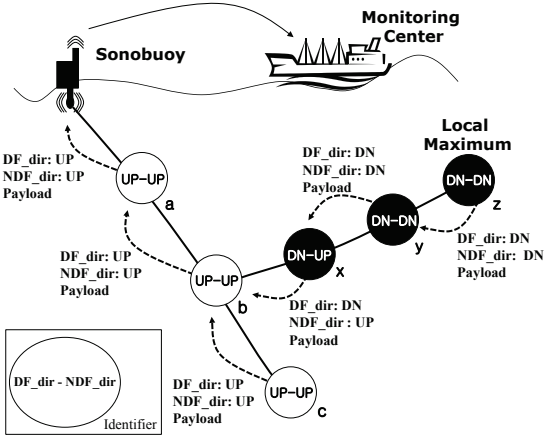 Monitoring
Center
Sonobuoy
Local
Maximum
DF_dir: UP
NDF_dir: UP
Payload
UP-UP
a
DF_dir: DN
NDF_dir: DN
Payload
DN-DN
z
DN-DN
y
DF_dir: DN
NDF_dir: DN
Payload
DF_dir: UP
NDF_dir: UP
Payload
UP-UP
b
DN-UP
x
DF_dir: DN
NDF_dir : UP
Payload
DF_dir: UP
NDF_dir: UP
Payload
UP-UP
c
DF_dir - NDF_dir
Identifier